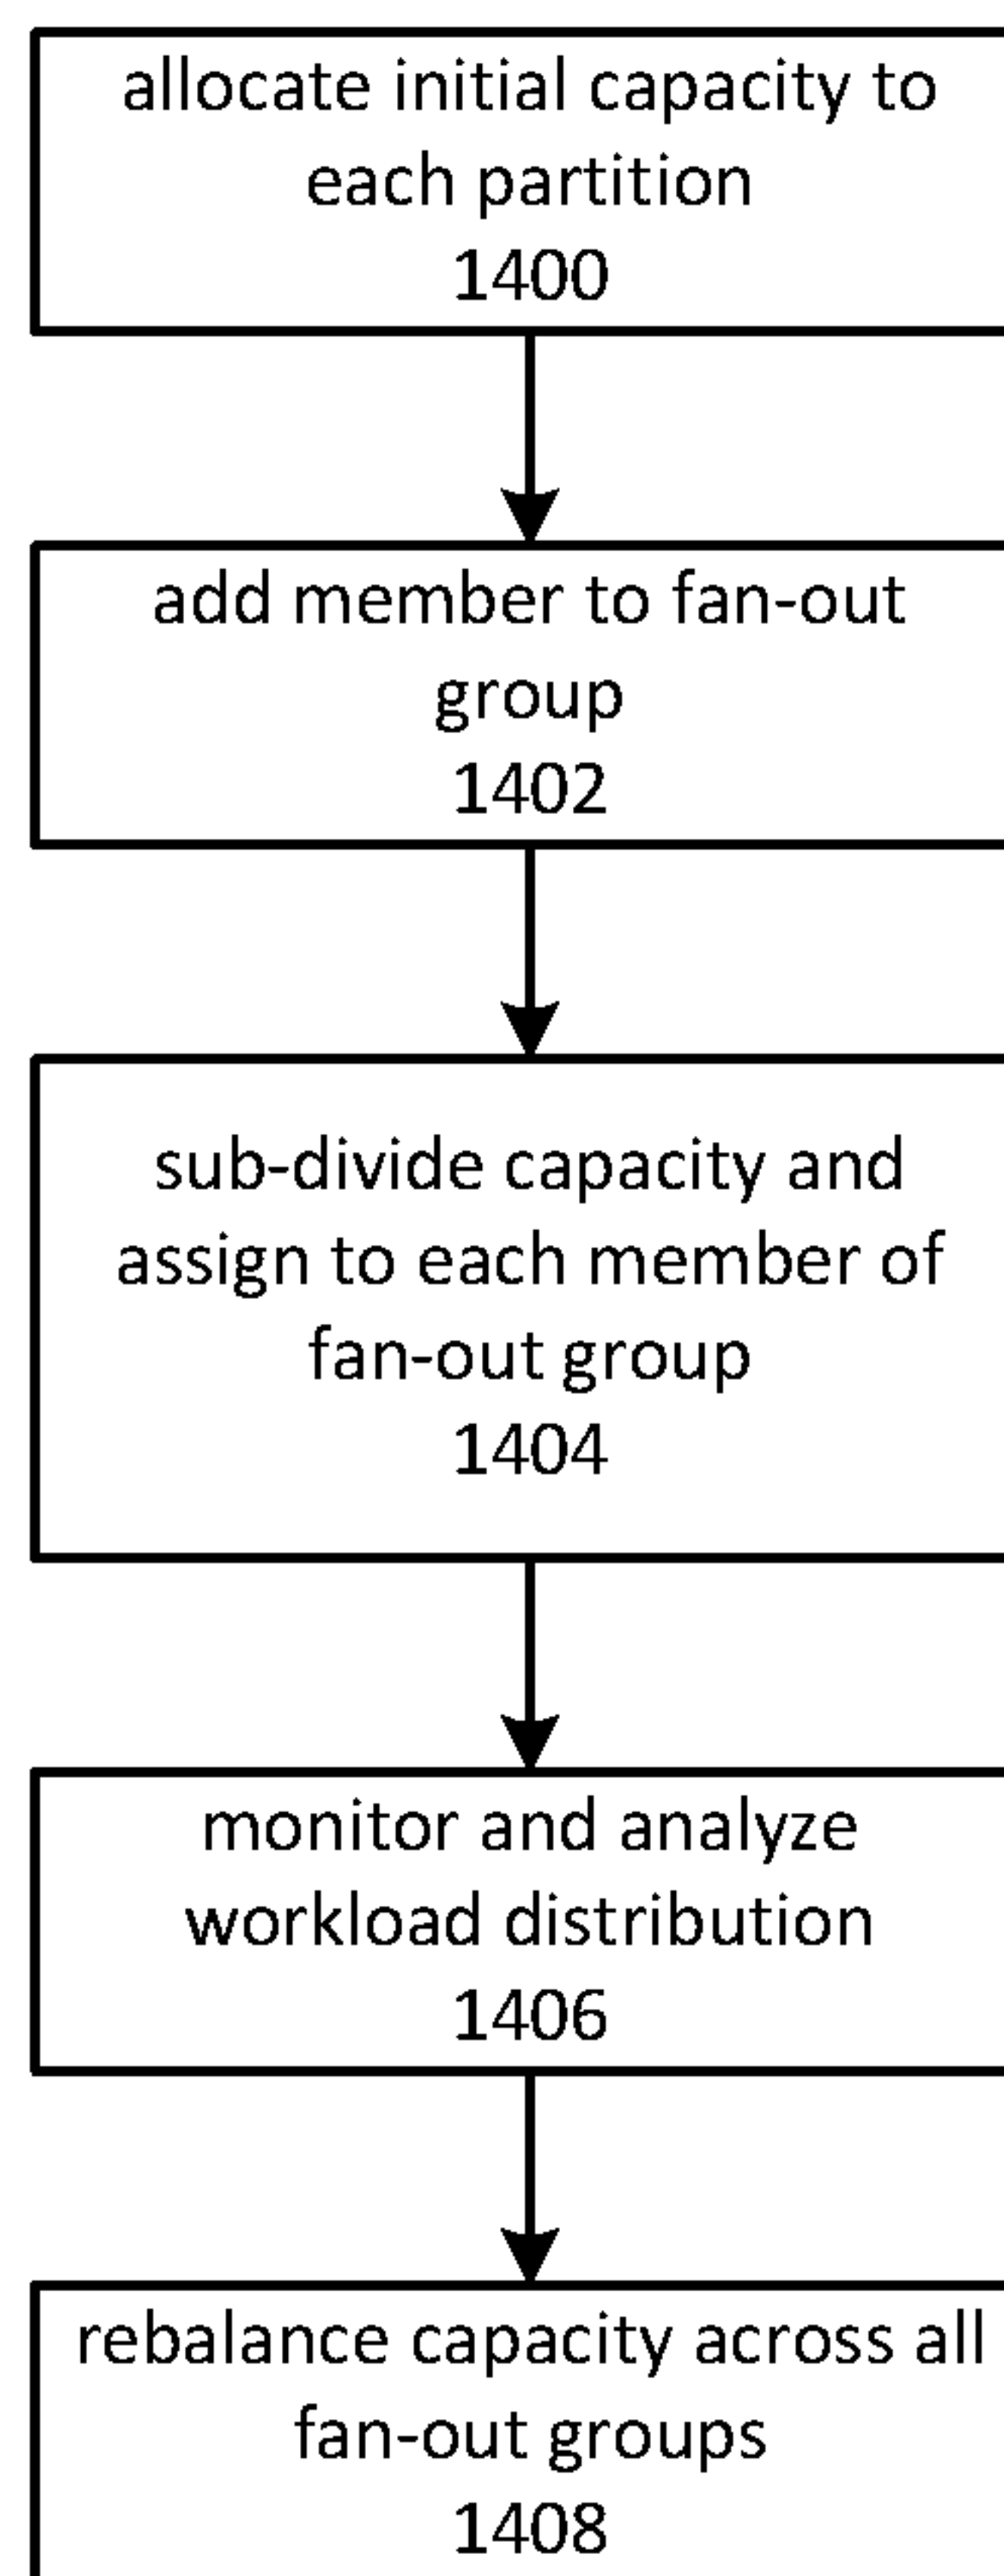 allocate initial capacity to
each partition
1400
add member to fan-out
group
1402
sub-divide capacity and
assign to each member of
fan-out group
1404
monitor and analyze
workload distribution
1406
rebalance capacity across all
fan-out groups
1408